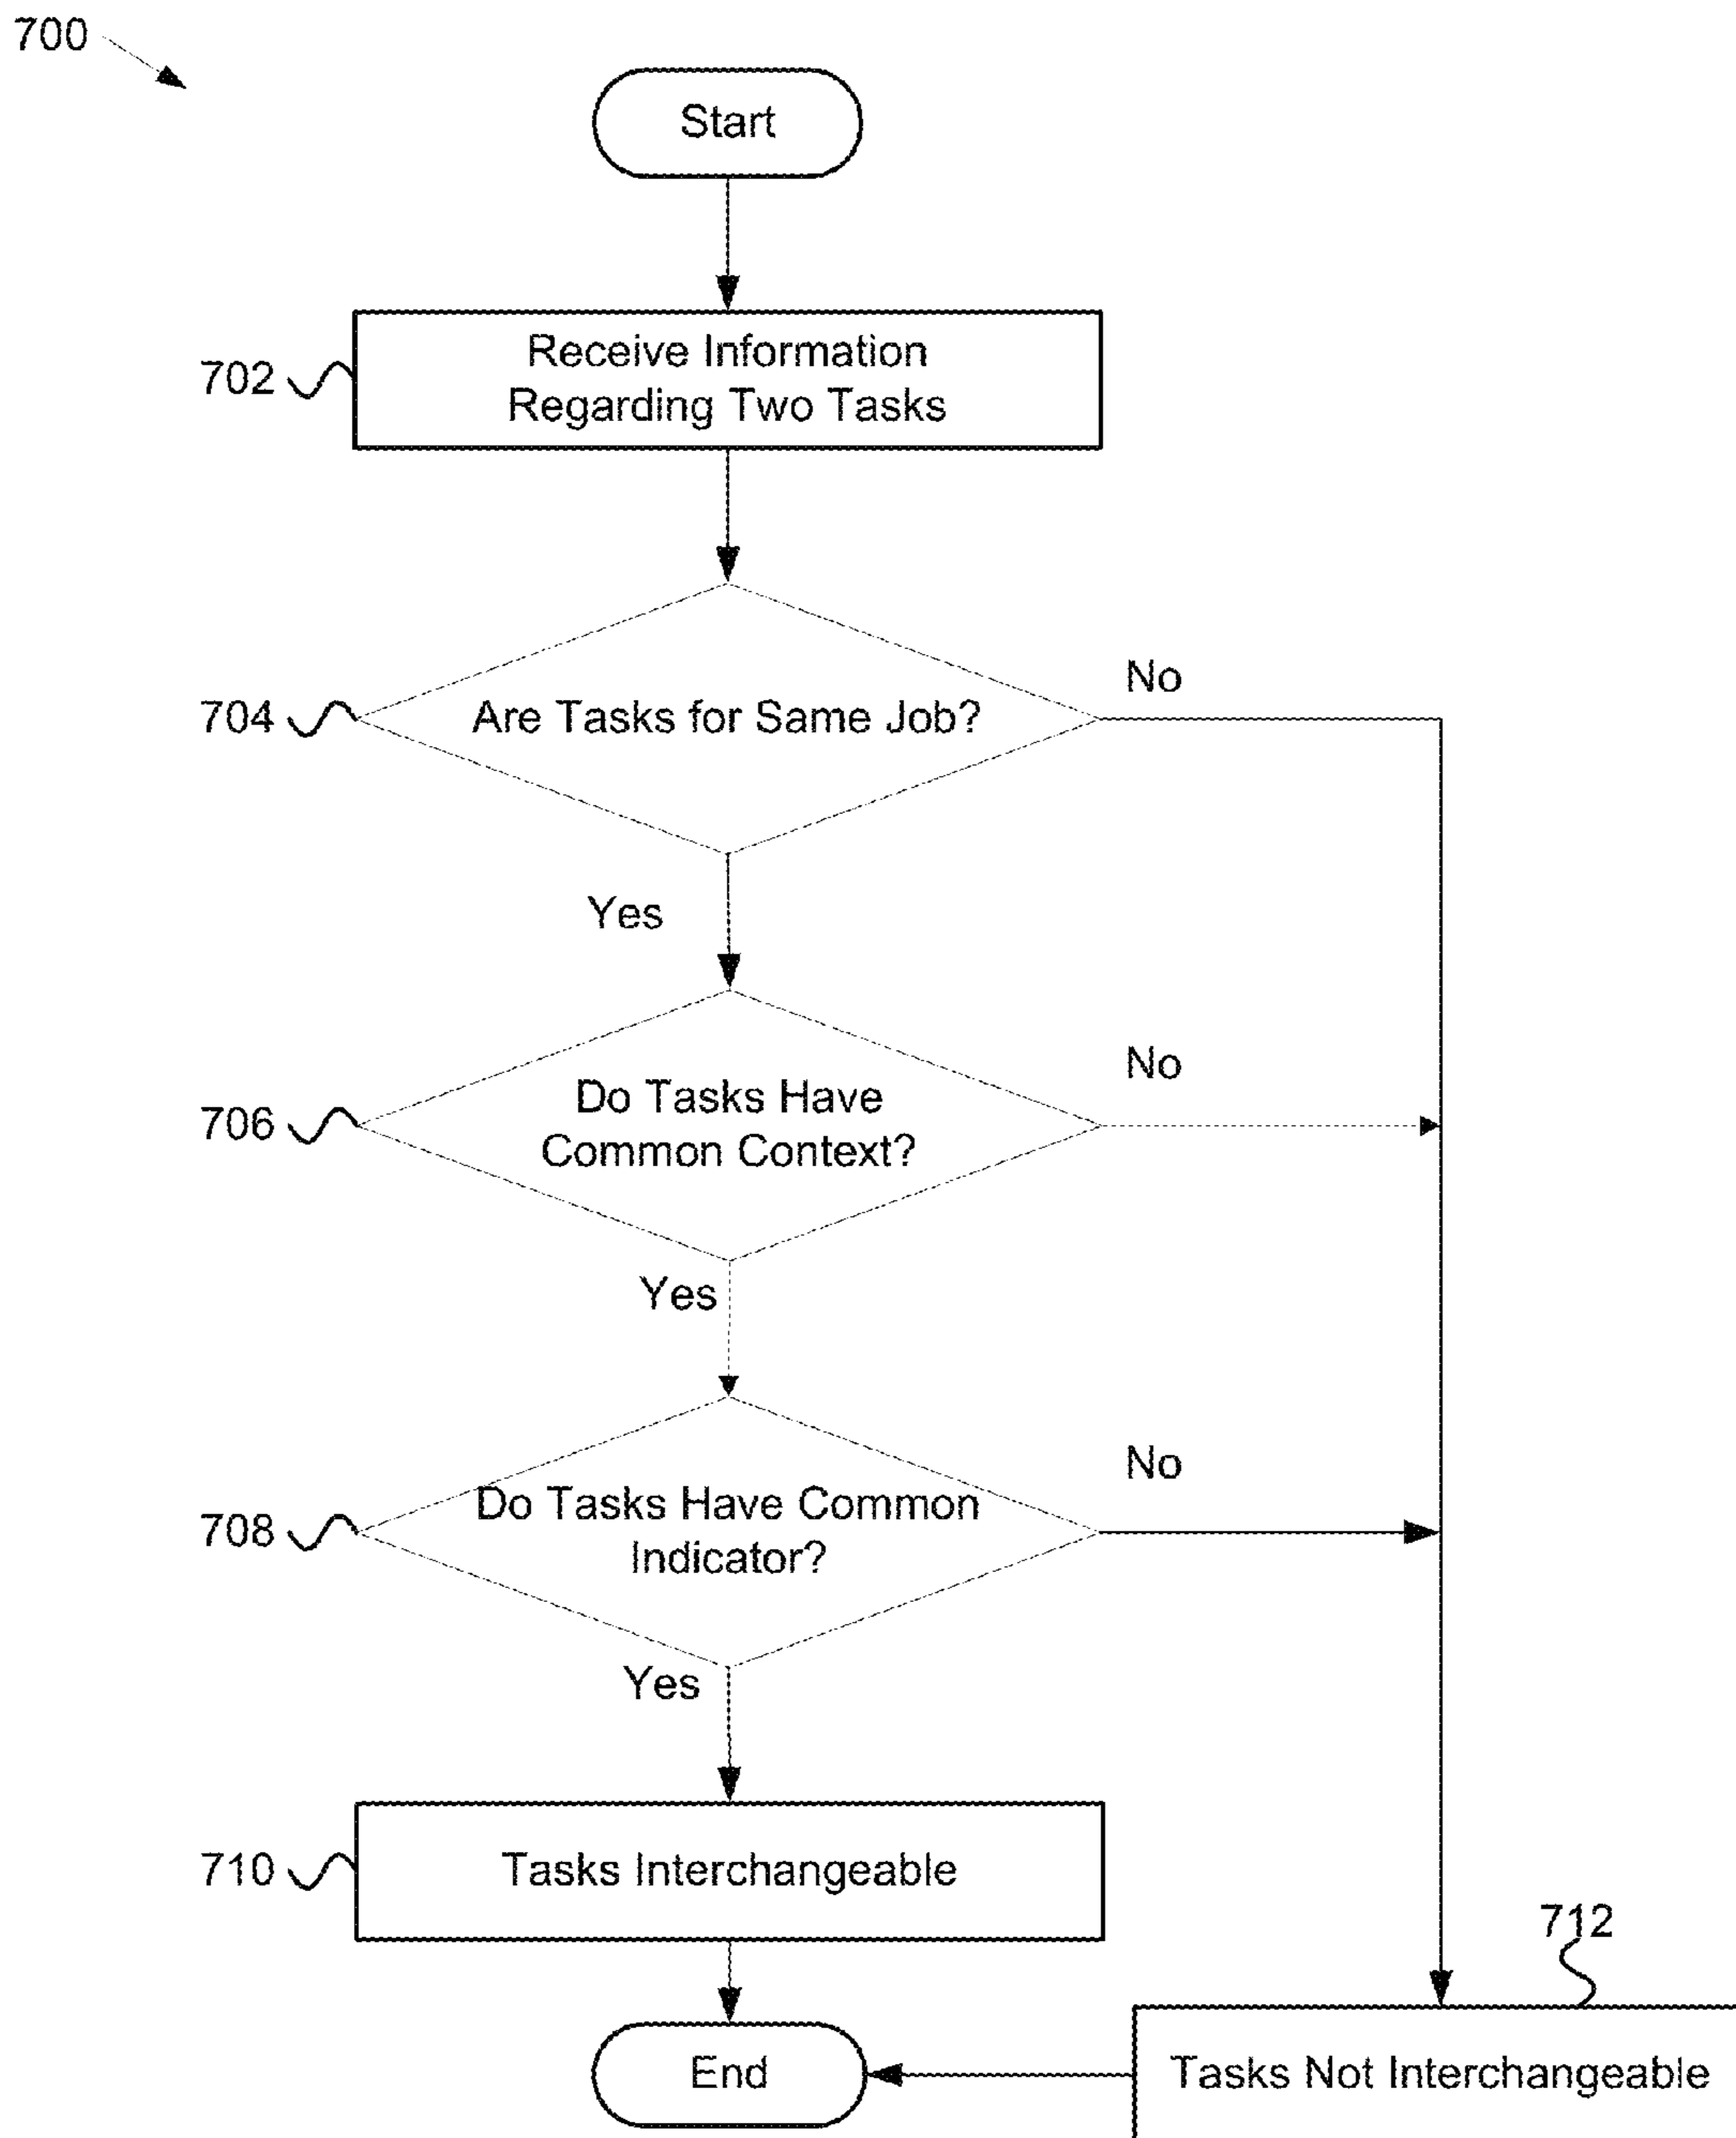 700
Start
702
Receive Information
Regarding Two Tasks
704
Are Tasks for Same Job?
No
Yes
706
Do Tasks Have
Common Context?
No
Yes
708
Do Tasks Have Common
Indicator?
No
Yes
710
Tasks Interchangeable
712
End
Tasks Not Interchangeable